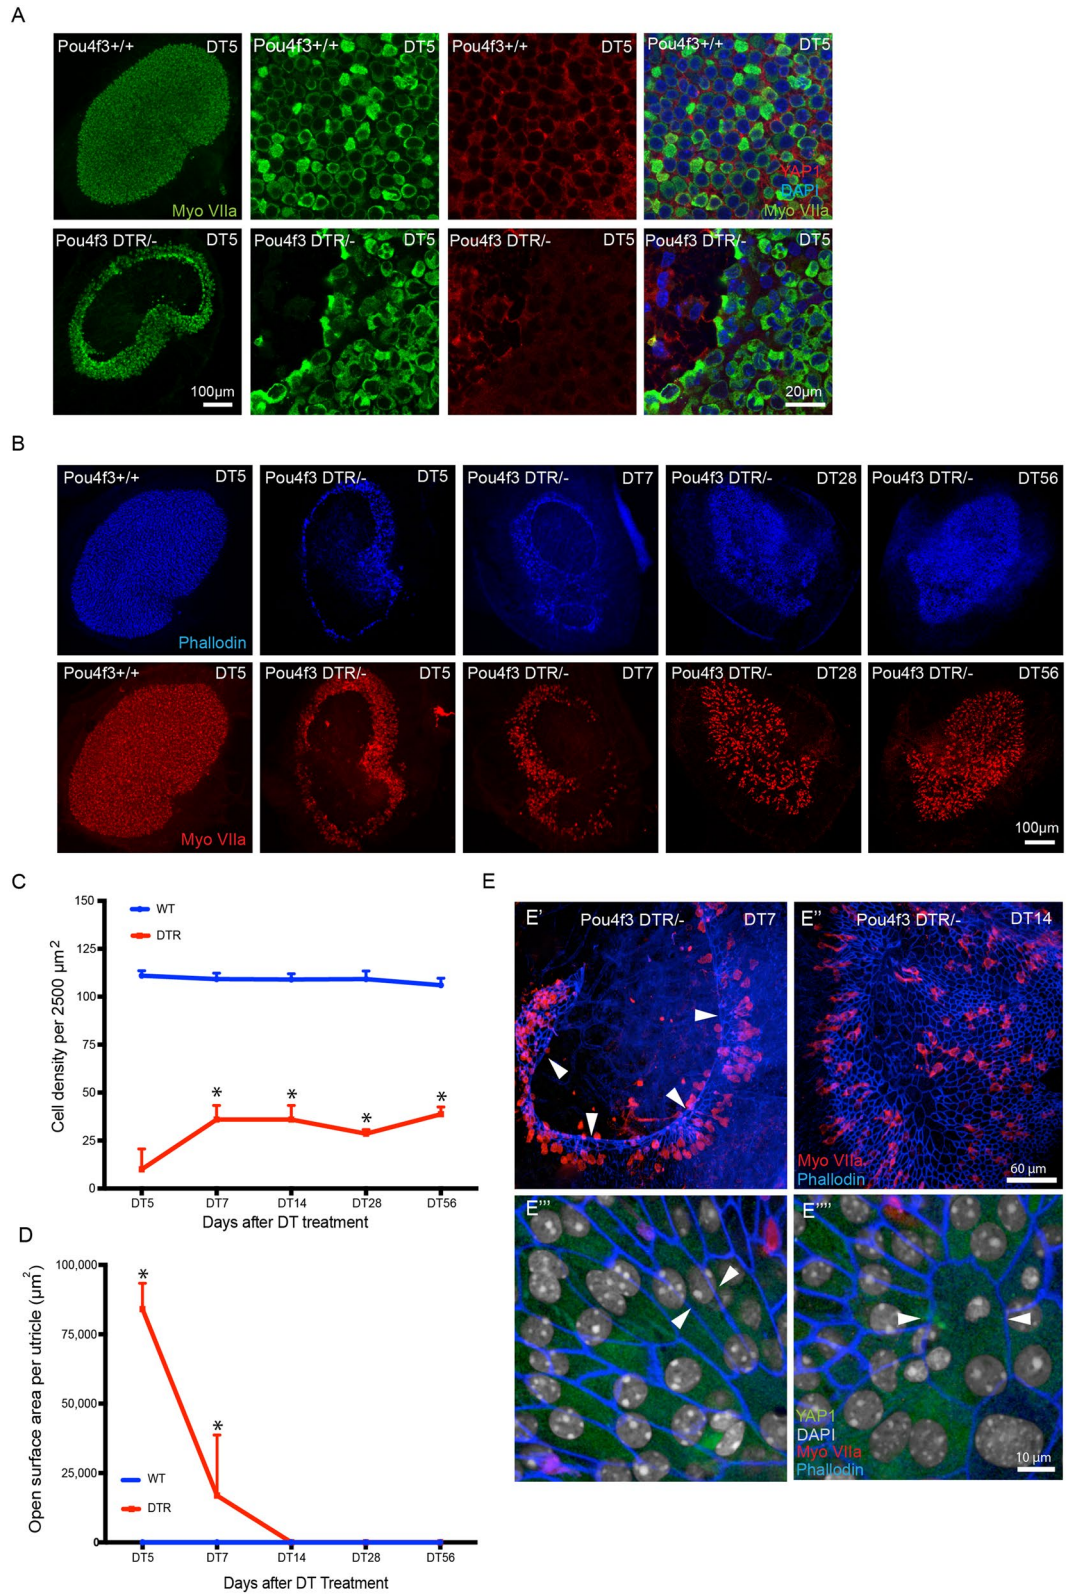 A
Pou4f3+/+ DT5
Myo VIIa
Pou4f3+/+ DT5
Pou4f3+/+ DT5
Pou4f3+/+ DT5
YAP1
DAPI
Myo VIIa
Pou4f3 DTR/- DT5
100µm
Pou4f3 DTR/- DT5
Pou4f3 DTR/- DT5
Pou4f3 DTR/- DT5
20µm
B
Pou4f3+/+ DT5
Phallodin
Pou4f3 DTR/- DT5
Pou4f3 DTR/- DT7
Pou4f3 DTR/- DT28
Pou4f3 DTR/- DT56
Pou4f3+/+ DT5
Myo VIIa
Pou4f3 DTR/- DT5
Pou4f3 DTR/- DT7
Pou4f3 DTR/- DT28
Pou4f3 DTR/- DT56
100µm
C
Cell density per 2500 µm²
150
125
100
75
50
25
0
WT
DTR
*
*
*
*
DT5 DT7 DT14 DT28 DT56
Days after DT treatment
D
Open surface area per utricle (µm²)
100,000
75,000
50,000
25,000
0
*
*
WT
DTR
DT5 DT7 DT14 DT28 DT56
Days after DT Treatment
E
E' Pou4f3 DTR/- DT7
E'' Pou4f3 DTR/- DT14
Myo VIIa
Phallodin
60 µm
E'''
E''''
YAP1
DAPI
Myo VIIa
Phallodin
10 µm